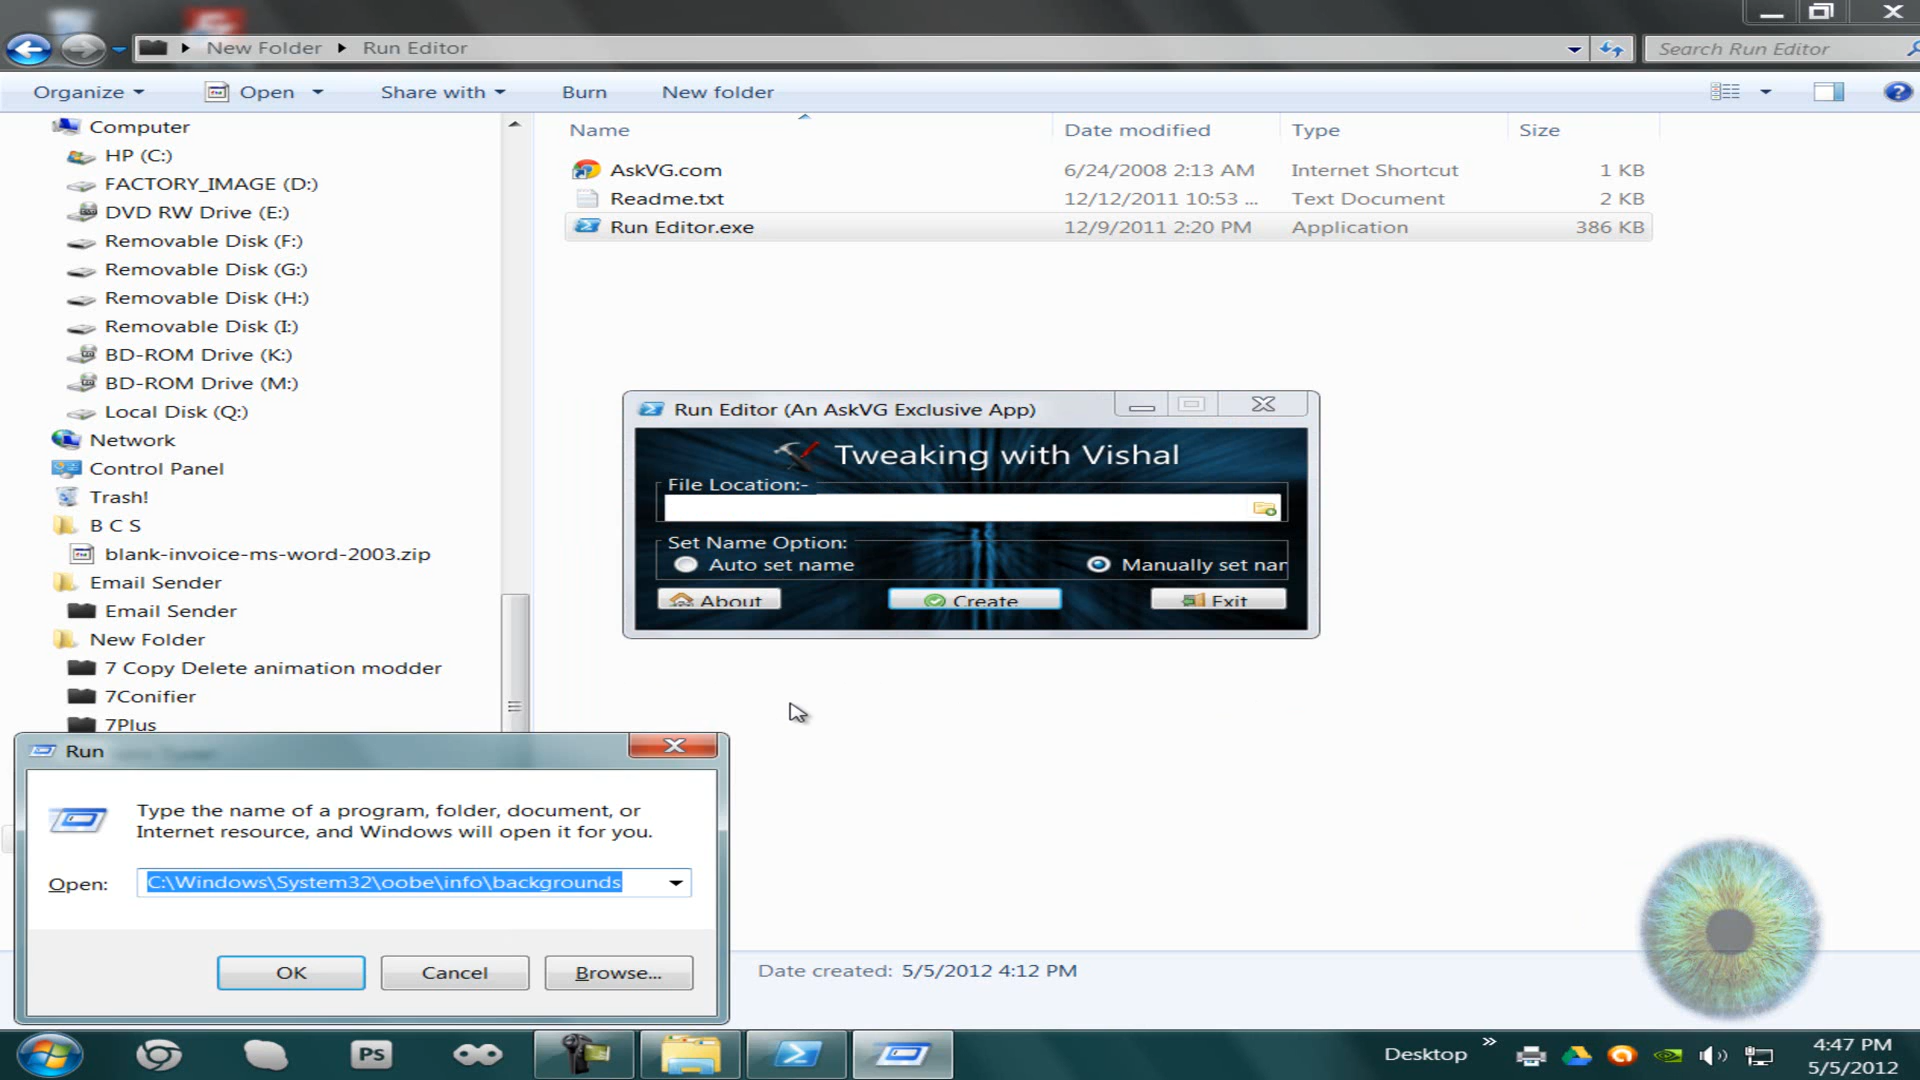 New Folder
Run Editor
Search Run Editor
Organize
Open
Share with
Burn
New folder
Computer
HP (C:)
FACTORY_IMAGE (D:)
DVD RW Drive (E:)
Removable Disk (F:)
Removable Disk (G:)
Removable Disk (H:)
Removable Disk (I:)
BD-ROM Drive (K:)
BD-ROM Drive (M:)
Local Disk (Q:)
Network
Control Panel
Trash!
B C S
blank-invoice-ms-word-2003.zip
Email Sender
Email Sender
New Folder
7 Copy Delete animation modder
7Conifier
7Plus
Name Date modified Type Size
AskVG.com 6/24/2008 2:13 AM Internet Shortcut 1 KB
Readme.txt 12/12/2011 10:53 ... Text Document 2 KB
Run Editor.exe 12/9/2011 2:20 PM Application 386 KB
Run Editor (An AskVG Exclusive App)
Tweaking with Vishal
File Location:-
Set Name Option:
Auto set name
Manually set nar
About
Create
Exit
Run
Type the name of a program, folder, document, or
Internet resource, and Windows will open it for you.
Open:
C:\Windows\System32\oobe\info\backgrounds
OK
Cancel
Browse...
Date created: 5/5/2012 4:12 PM
PS
Desktop
4:47 PM
5/5/2012